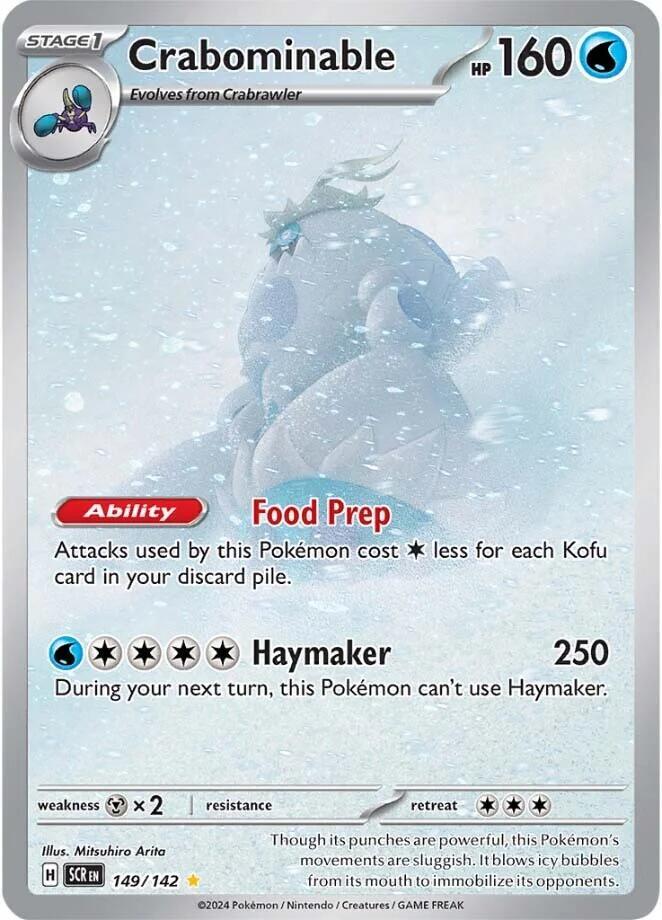 STAGE 1
Crabominable
HP 160
Evolves from Crabrawler
Ability Food Prep
Attacks used by this Pokémon cost less for each Kofu
card in your discard pile.
Haymaker 250
During your next turn, this Pokémon can't use Haymaker.
weakness ×2 resistance retreat
Illus. Mitsuhiro Arita
H SCR EN 149/142
Though its punches are powerful, this Pokémon's
movements are sluggish. It blows icy bubbles
from its mouth to immobilize its opponents.
©2024 Pokémon / Nintendo / Creatures / GAME FREAK